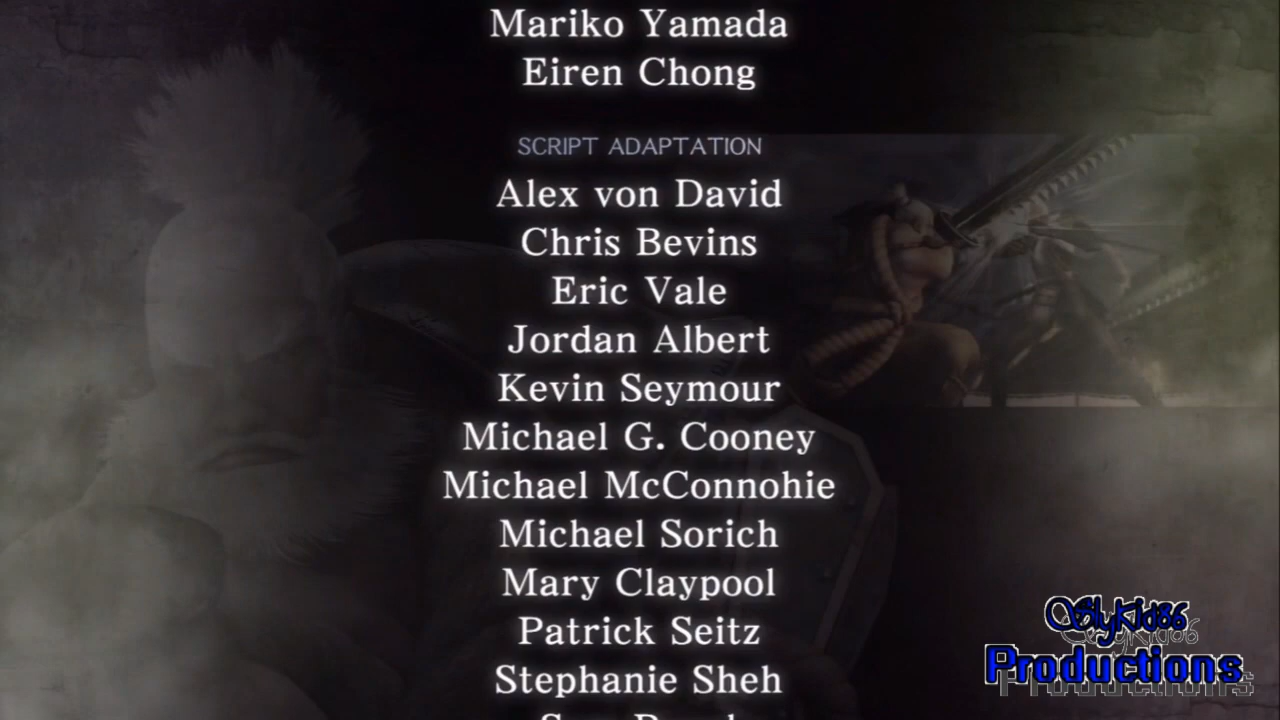 Mariko Yamada
Eiren Chong
SCRIPT ADAPTATION
Alex von David
Chris Bevins
Eric Vale
Jordan Albert
Kevin Seymour
Michael G. Cooney
Michael McConnohie
Michael Sorich
Mary Claypool
Patrick Seitz
Stephanie Sheh
SlyKid86
Productions